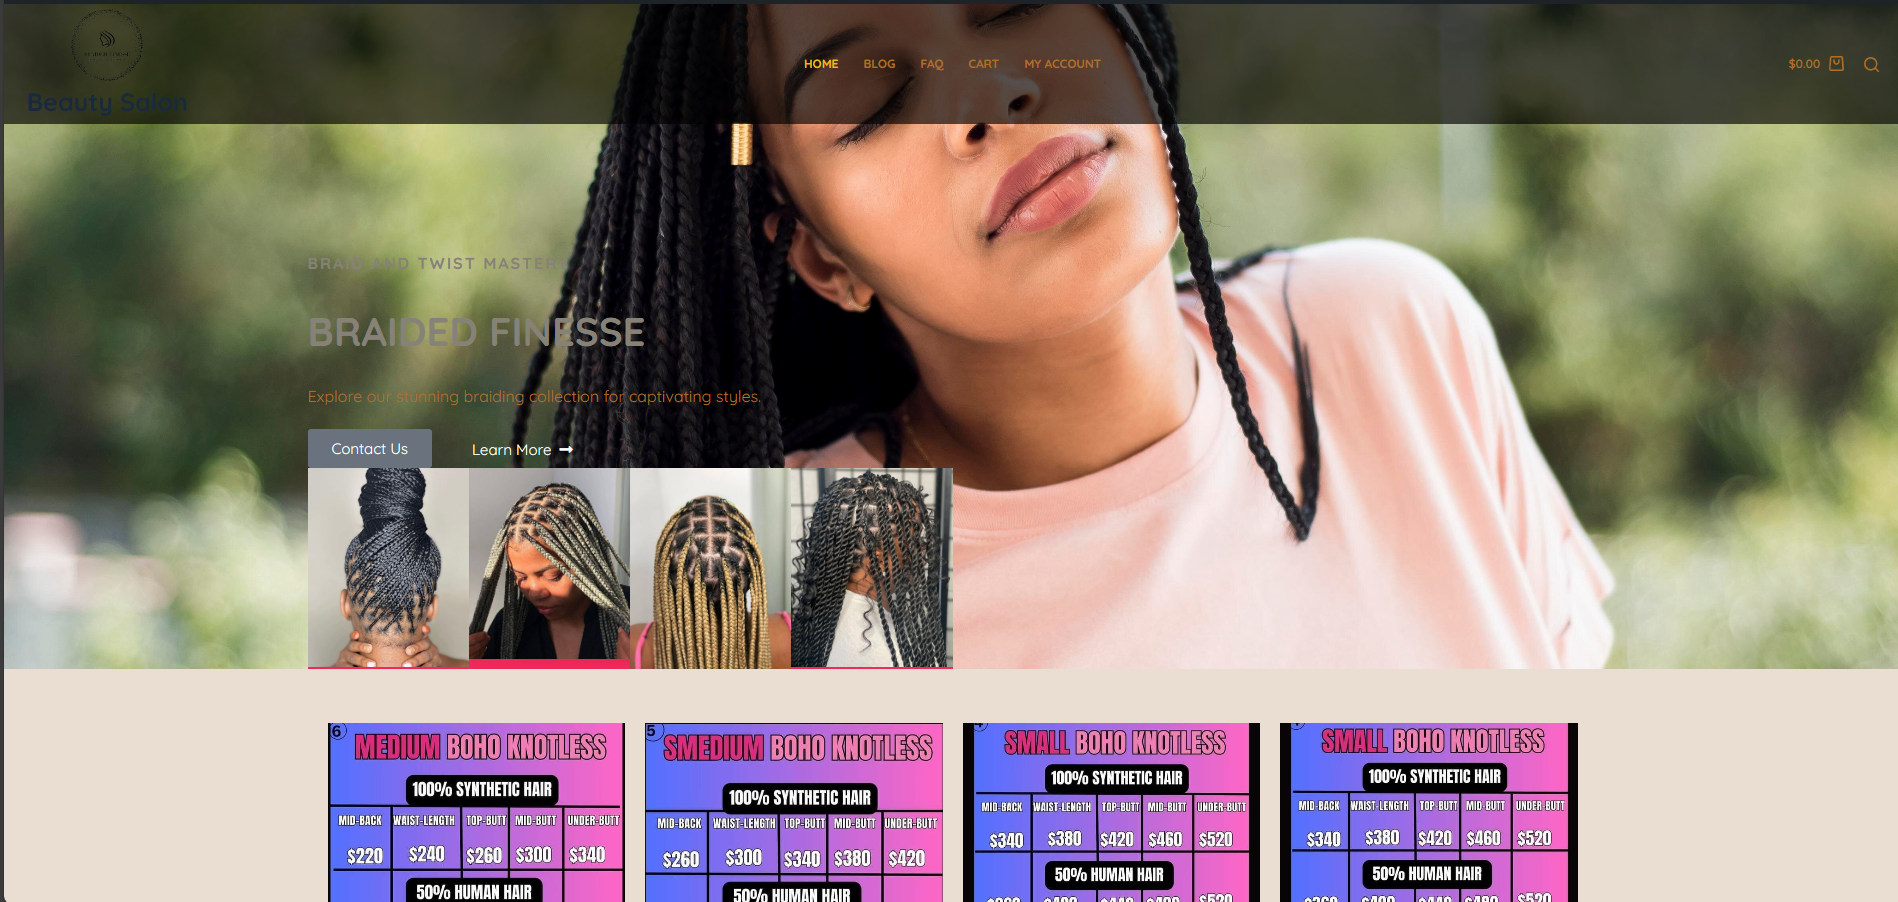 Beauty Salon
HOME BLOG FAQ CART MY ACCOUNT
$0.00
BRAID AND TWIST MASTERY
BRAIDED FINESSE
Explore our stunning braiding collection for captivating styles.
Contact Us
Learn More
6
MEDIUM BOHO KNOTLESS
100% SYNTHETIC HAIR
MID-BACK WAIST-LENGTH TOP-BUTT MID-BUTT UNDER-BUTT
$220 $240 $260 $300 $340
50% HUMAN HAIR
5
SMEDIUM BOHO KNOTLESS
100% SYNTHETIC HAIR
MID-BACK WAIST-LENGTH TOP-BUTT MID-BUTT UNDER-BUTT
$260 $300 $340 $380 $420
50% HUMAN HAIR
SMALL BOHO KNOTLESS
100% SYNTHETIC HAIR
MID-BACK WAIST-LENGTH TOP-BUTT MID-BUTT UNDER-BUTT
$340 $380 $420 $460 $520
50% HUMAN HAIR
SMALL BOHO KNOTLESS
100% SYNTHETIC HAIR
MID-BACK WAIST-LENGTH TOP-BUTT MID-BUTT UNDER-BUTT
$340 $380 $420 $460 $520
50% HUMAN HAIR